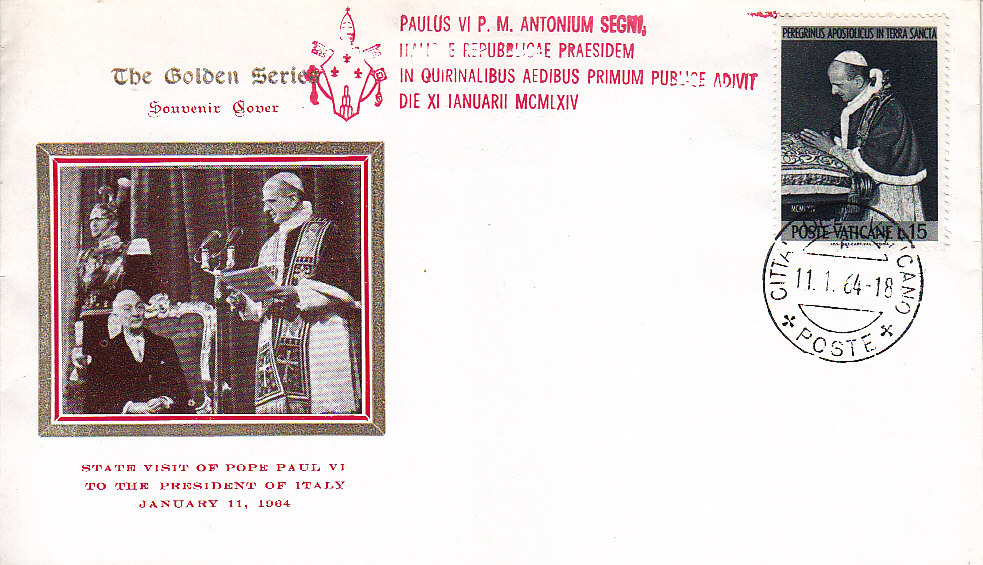 PAULUS VI P. M. ANTONIUM SEGNI,
E REPUBBLICAE PRAESIDEM
IN QUIRINALIBUS AEDIBUS PRIMUM PUBLICE ADIVIT
DIE XI IANUARII MCMLXIV
The Golden Series
Souvenir Cover
STATE VISIT OF POPE PAUL VI
TO THE PRESIDENT OF ITALY
JANUARY 11, 1964
PEREGRINUS APOSTOLICUS IN TERRA SANCTA
POSTE VATICANE L.15
CITTA
11.1.64-18
POSTE